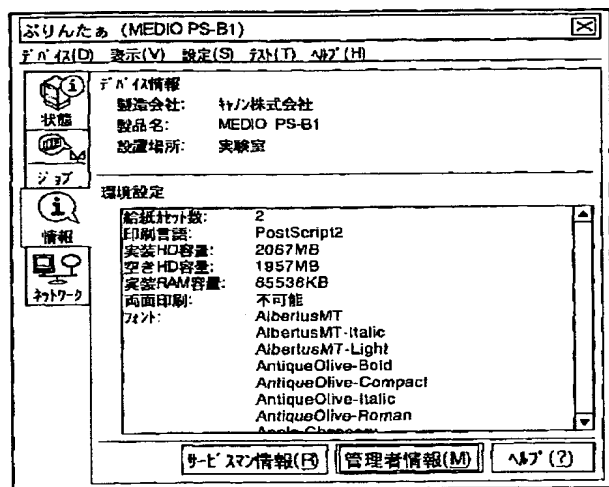 ぷりんたぁ (MEDIO PS-B1)
ﾃﾞﾊﾞｲｽ(D) 表示(V) 設定(S) ﾃｽﾄ(T) ﾍﾙﾌﾟ(H)
状態
ジョブ
情報
ﾈｯﾄﾜｰｸ
ﾃﾞﾊﾞｲｽ情報
製造会社: ｷｬﾉﾝ株式会社
製品名: MEDIO PS-B1
設置場所: 実験室
環境設定
給紙ｶｾｯﾄ数: 2
印刷言語: PostScript2
実装HD容量: 2067MB
空きHD容量: 1957MB
実装RAM容量: 65536KB
両面印刷: 不可能
ﾌｫﾝﾄ: AlbertusMT
AlbertusMT-Italic
AlbertusMT-Light
AntiqueOlive-Bold
AntiqueOlive-Compact
AntiqueOlive-Italic
AntiqueOlive-Roman
Apple-Chancery
ｻｰﾋﾞｽﾏﾝ情報(R) 管理者情報(M) ﾍﾙﾌﾟ(?)